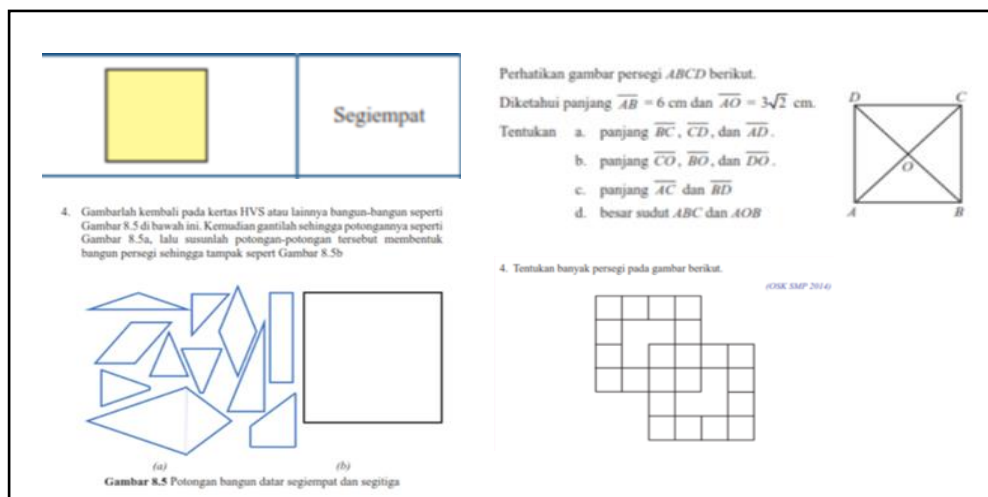 Segiempat
4. Gambarlah kembali pada kertas HVS atau lainnya bangun-bangun seperti
Gambar 8.5 di bawah ini. Kemudian gantilah sehingga potongannya seperti
Gambar 8.5a, lalu susunlah potongan-potongan tersebut membentuk
bangun persegi sehingga tampak sepert Gambar 8.5b
(a)
(b)
Gambar 8.5 Potongan bangun datar segiempat dan segitiga
Perhatikan gambar persegi ABCD berikut.
Diketahui panjang AB = 6 cm dan AO = 3√2 cm.
Tentukan a. panjang BC, CD, dan AD.
b. panjang CO, BO, dan DO.
c. panjang AC dan BD
d. besar sudut ABC dan AOB
D
C
O
A
B
4. Tentukan banyak persegi pada gambar berikut.
(OSK SMP 2014)